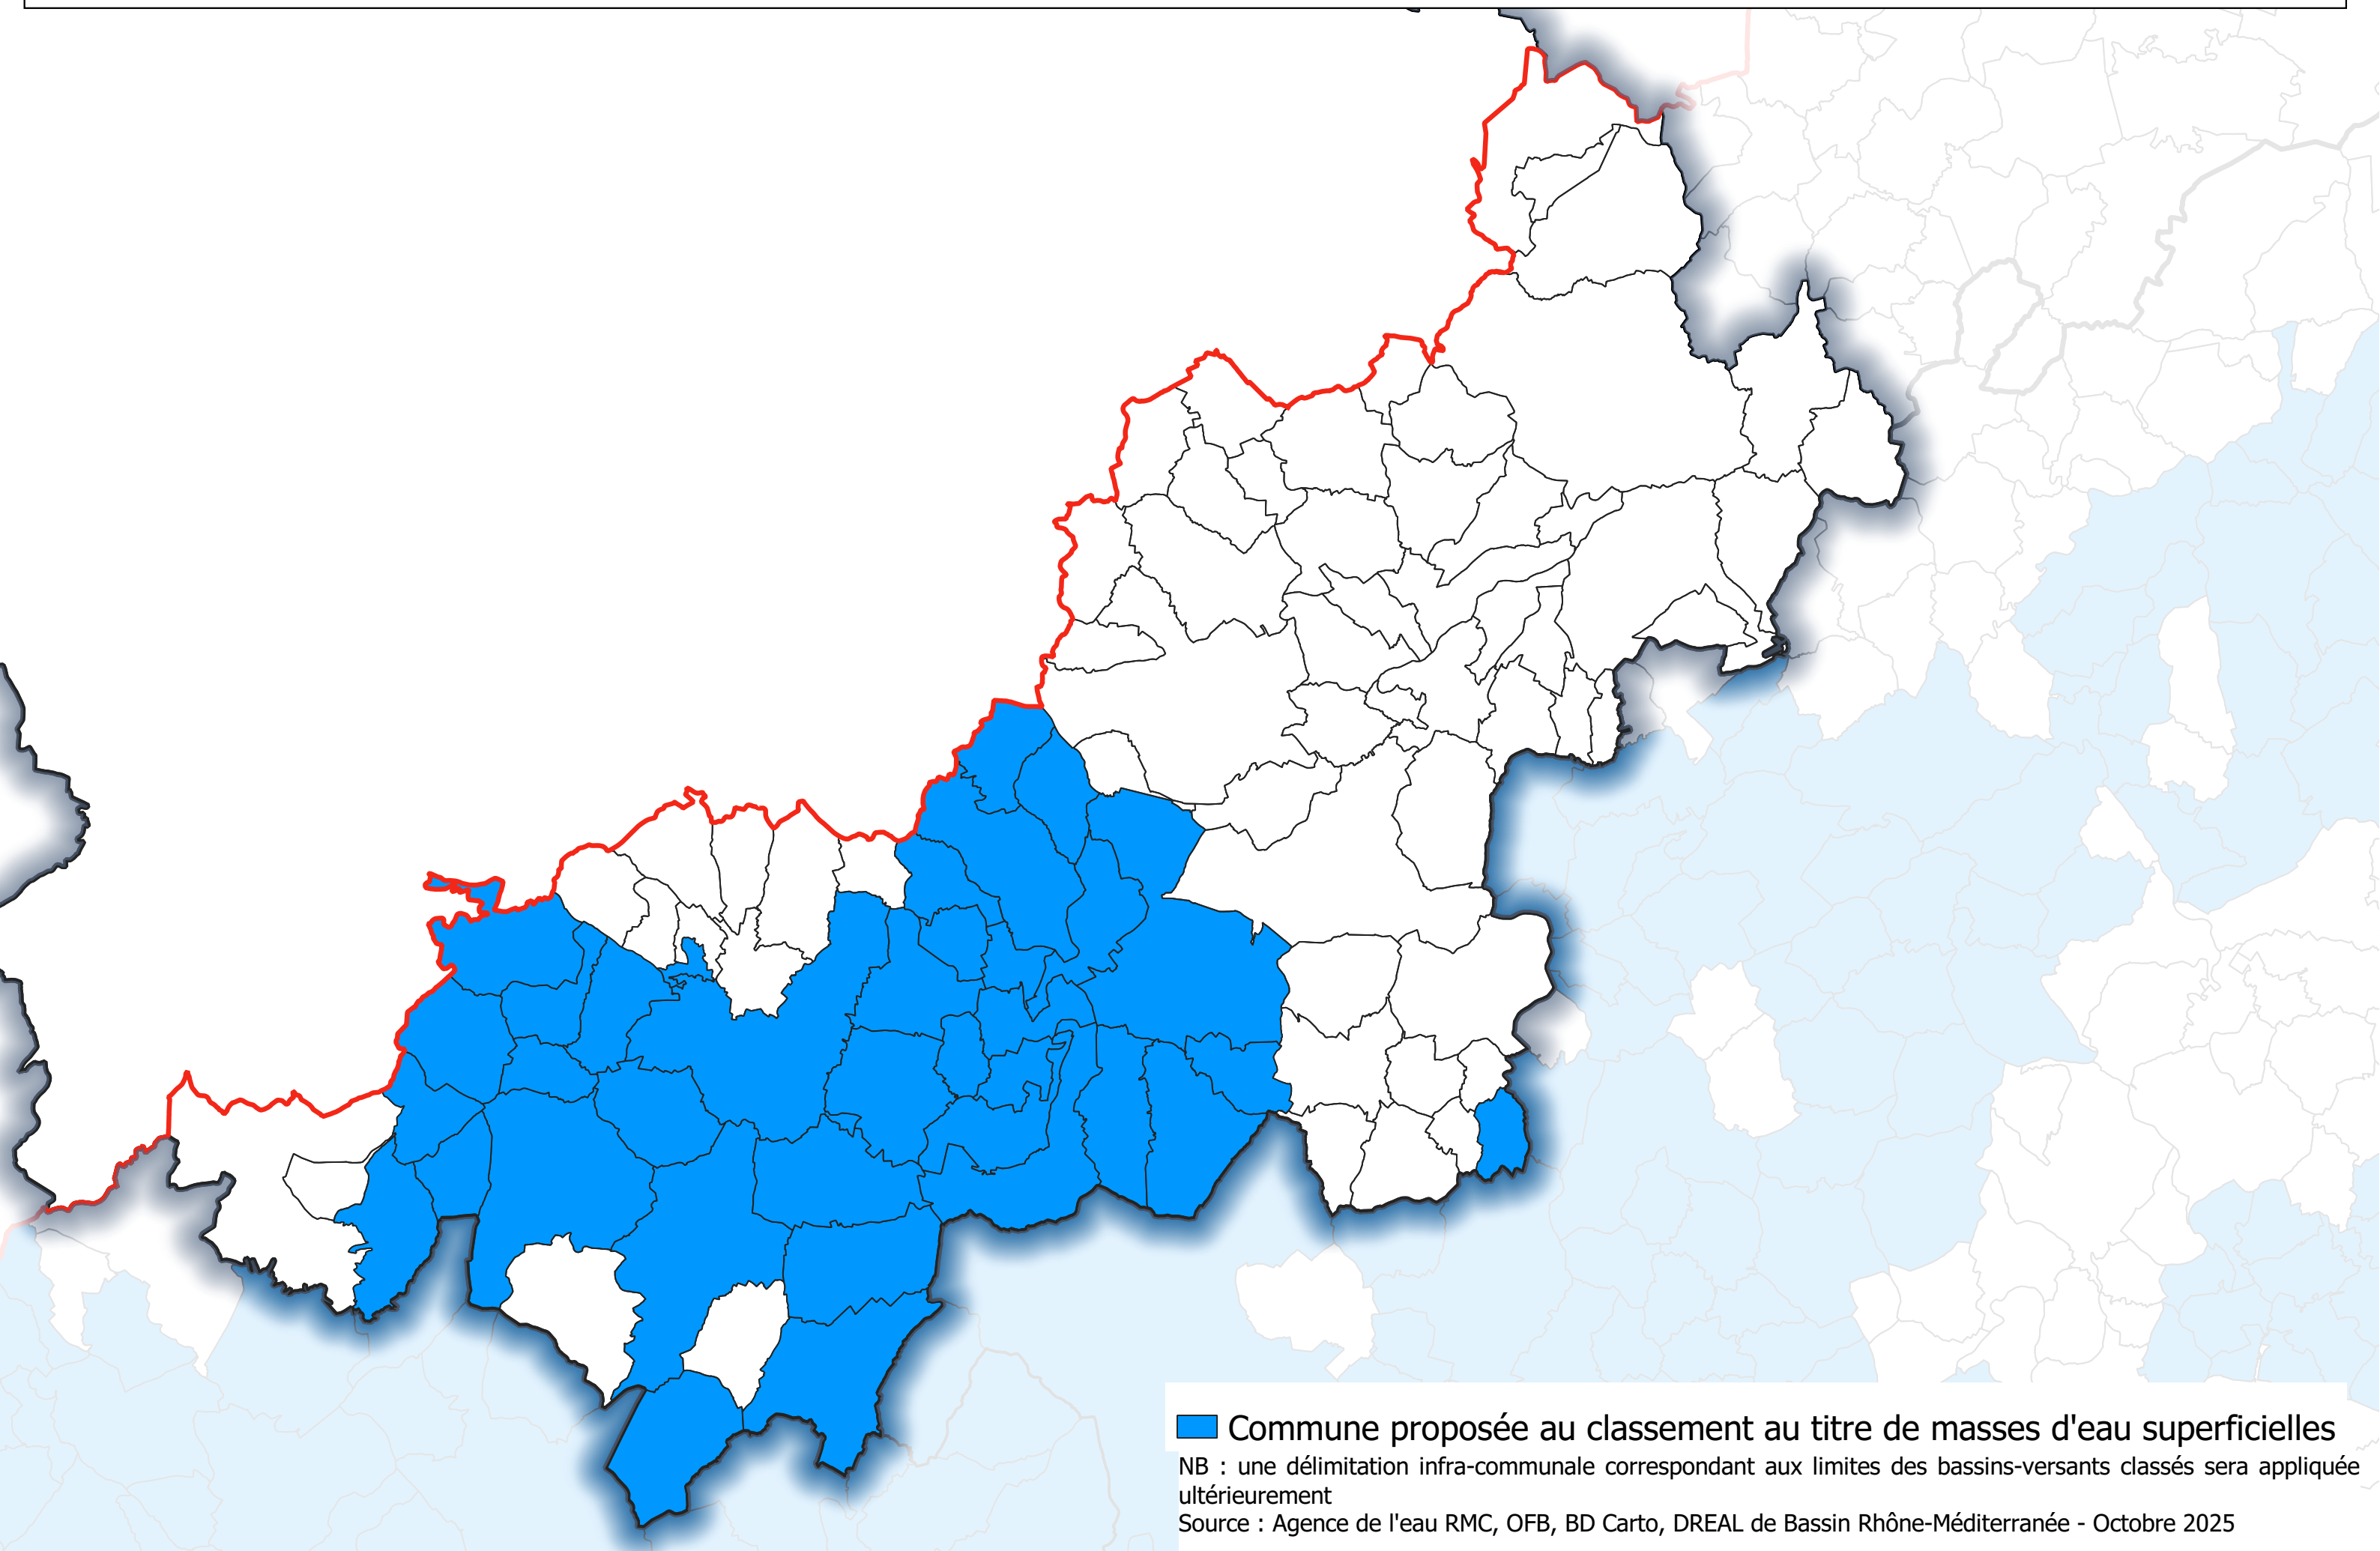 Commune proposée au classement au titre de masses d'eau superficielles
NB : une délimitation infra-communale correspondant aux limites des bassins-versants classés sera appliquée
ultérieurement
Source : Agence de l'eau RMC, OFB, BD Carto, DREAL de Bassin Rhône-Méditerranée - Octobre 2025